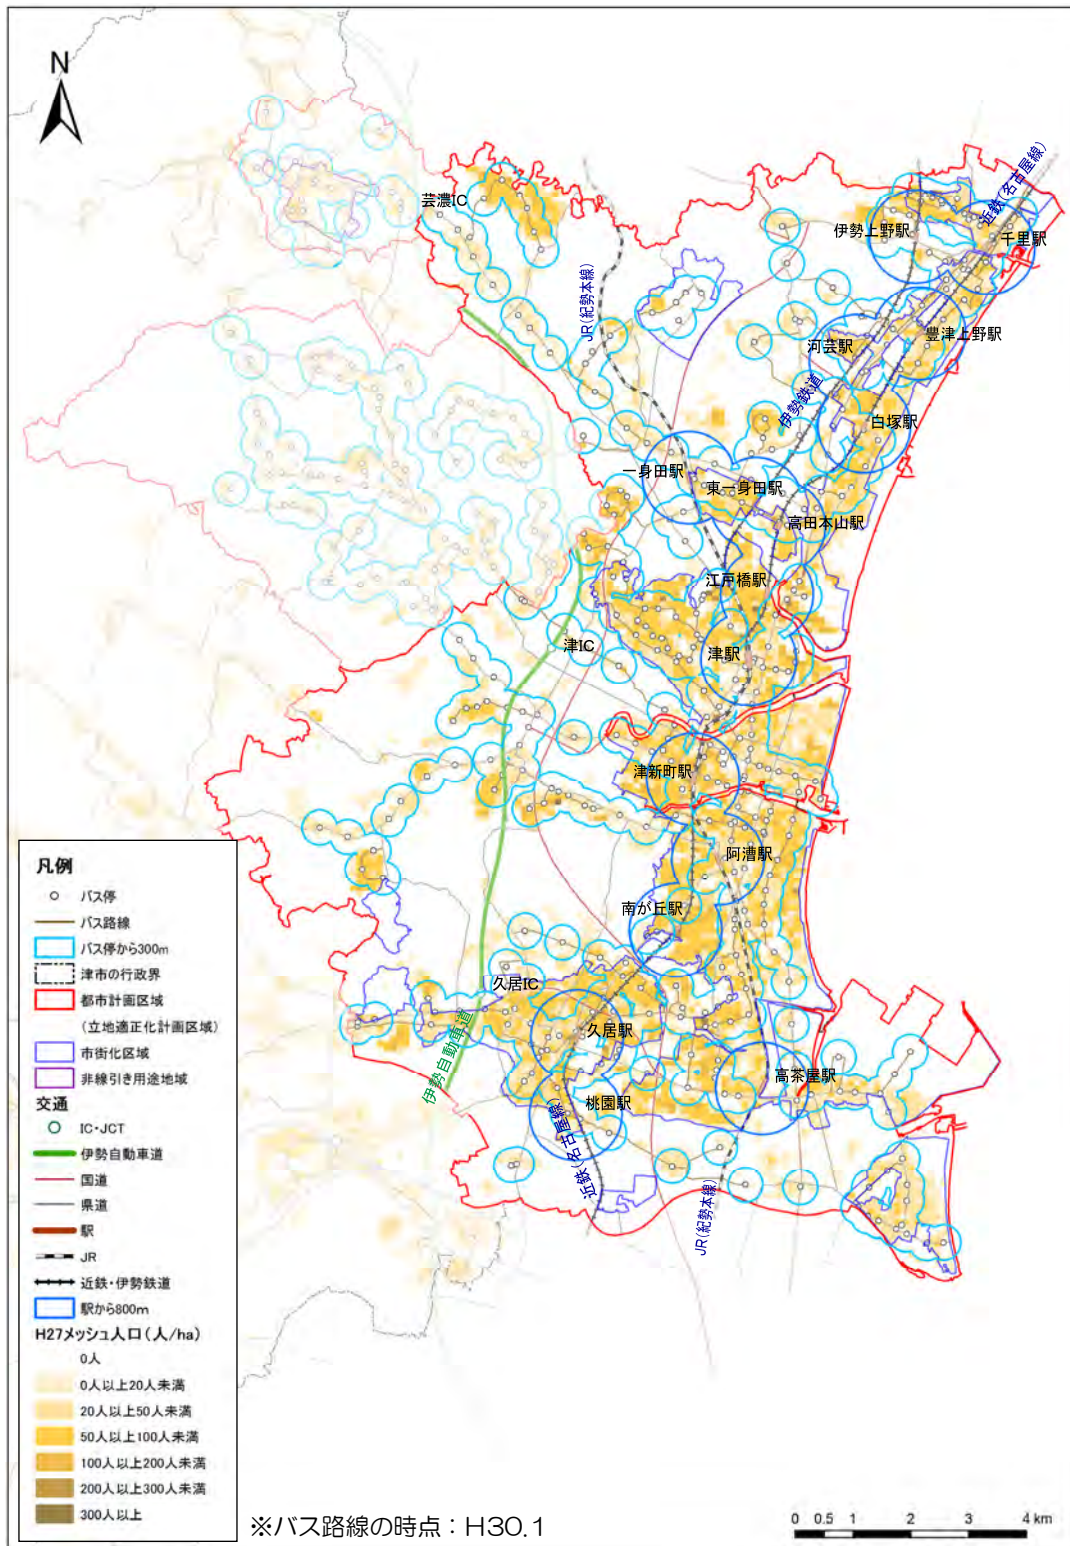 N
芸濃IC
伊勢上野駅
近鉄(名古屋線)
千里駅
JR(紀勢本線)
河芸駅
豊津上野駅
伊勢鉄道
白塚駅
一身田駅
東一身田駅
高田本山駅
江戸橋駅
津IC
津駅
津新町駅
阿漕駅
南が丘駅
久居IC
久居駅
伊勢自動車道
高茶屋駅
桃園駅
近鉄(名古屋線)
JR(紀勢本線)
凡例
バス停
バス路線
バス停から300m
津市の行政界
都市計画区域
(立地適正化計画区域)
市街化区域
非線引き用途地域
交通
IC・JCT
伊勢自動車道
国道
県道
駅
JR
近鉄・伊勢鉄道
駅から800m
H27メッシュ人口(人/ha)
0人
0人以上20人未満
20人以上50人未満
50人以上100人未満
100人以上200人未満
200人以上300人未満
300人以上
※バス路線の時点：H30.1
0 0.5 1 2 3 4 km